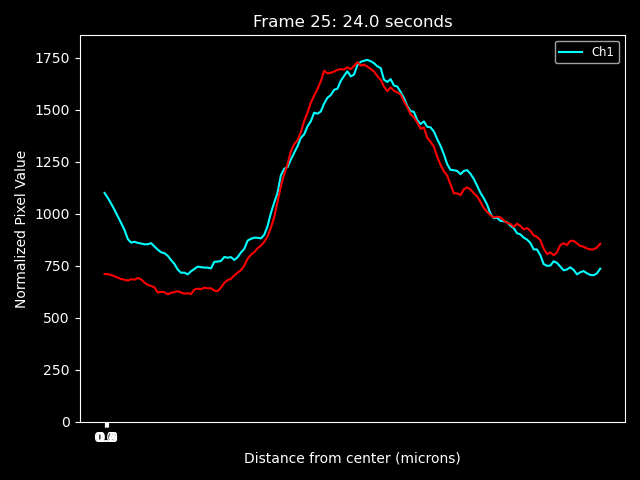 Frame 25: 24.0 seconds
Ch1
Normalized Pixel Value
1750
1500
1250
1000
750
500
250
0
Distance from center (microns)